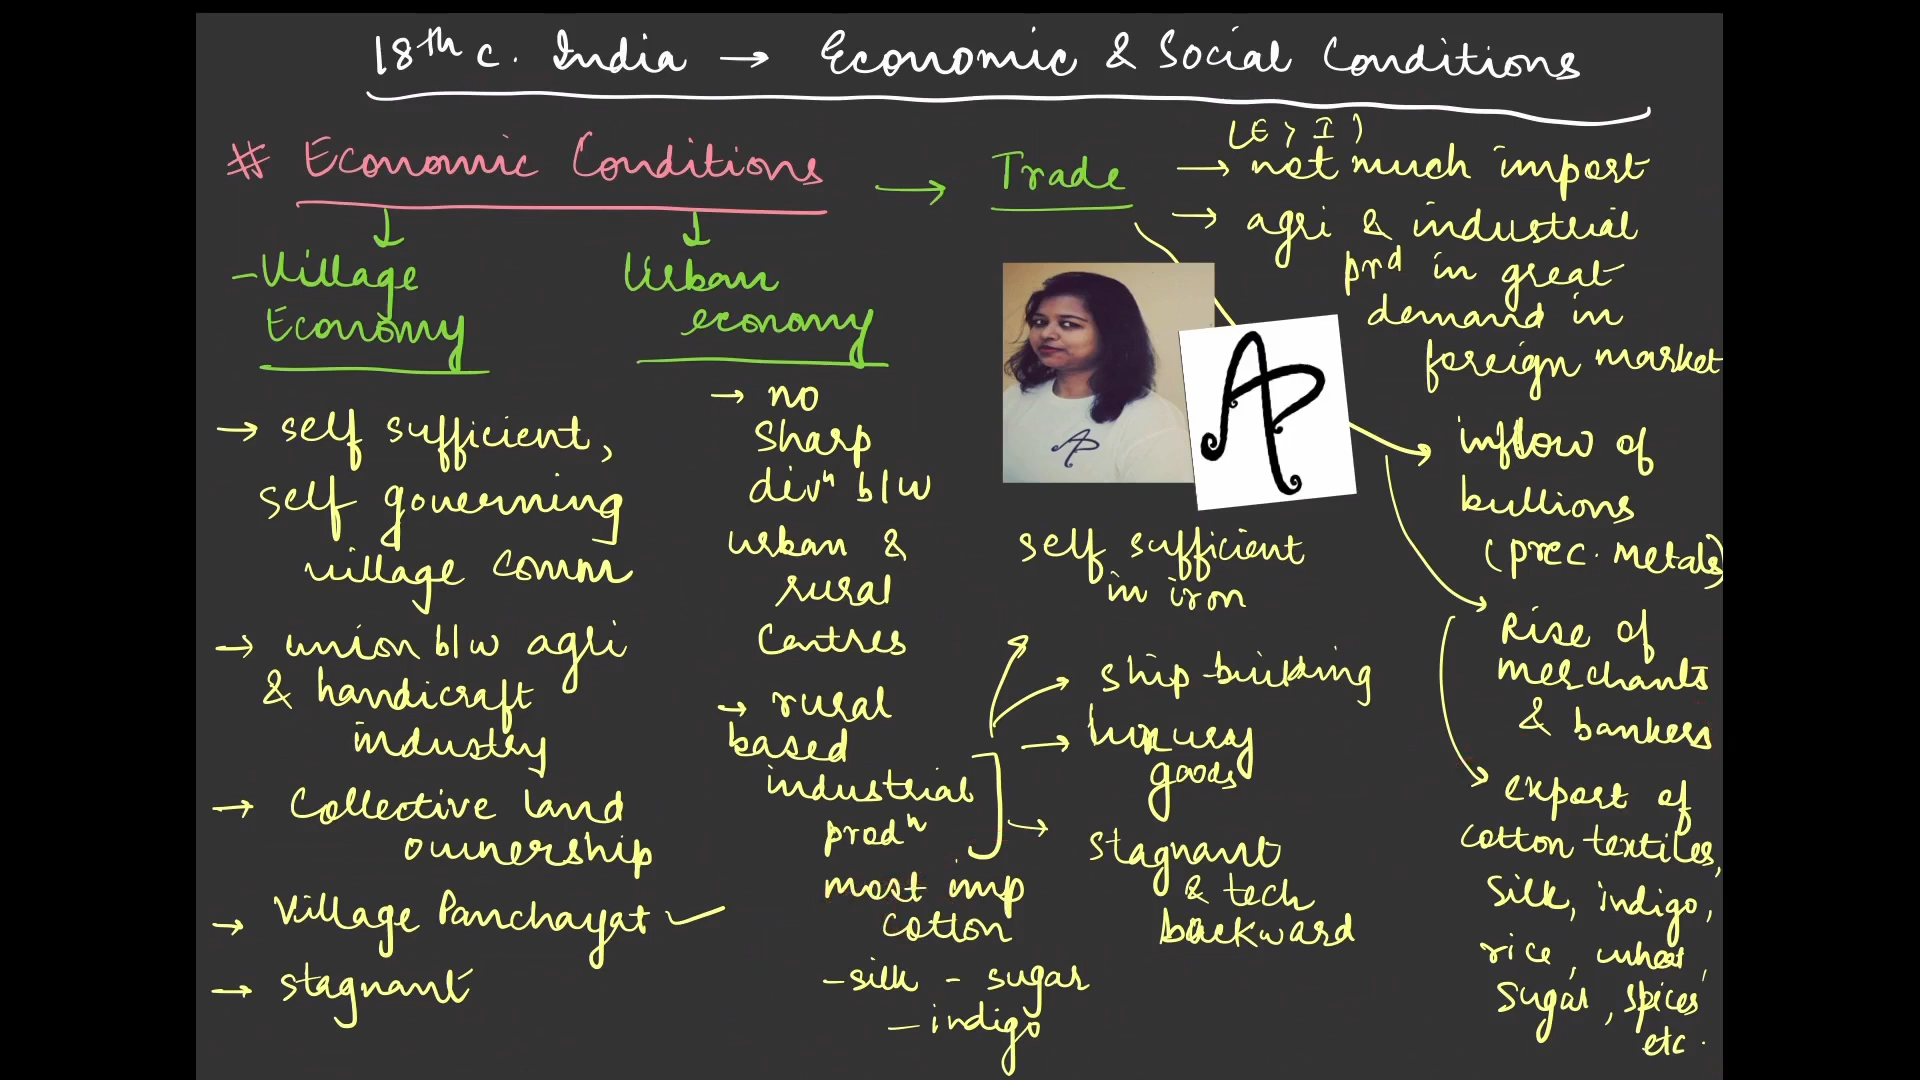 18th c. India → Economic & Social Conditions
# Economic Conditions
- Village
Economy
→ self sufficient,
self governing
village comm
→ union b/w agri
& handicraft
industry
→ Collective land
ownership
→ Village Panchayat ✓
→ stagnant
Urban
economy
→ no
sharp
divⁿ b/w
urban &
rural
Centres
→ rural
based
industrial
prodⁿ
most imp
cotton
- silk - sugar
- indigo
self sufficient
in iron
ship-building
→ luxury
goods
→ stagnant
& tech
backward
→ Trade
(E > I)
→ not much import
→ agri & industrial
prd in great
demand in
foreign market
AP
AP
inflow of
bullions
(prec. metals)
Rise of
merchants
& bankers
export of
cotton textiles,
silk, indigo,
rice, wheat,
sugar, spices
etc.